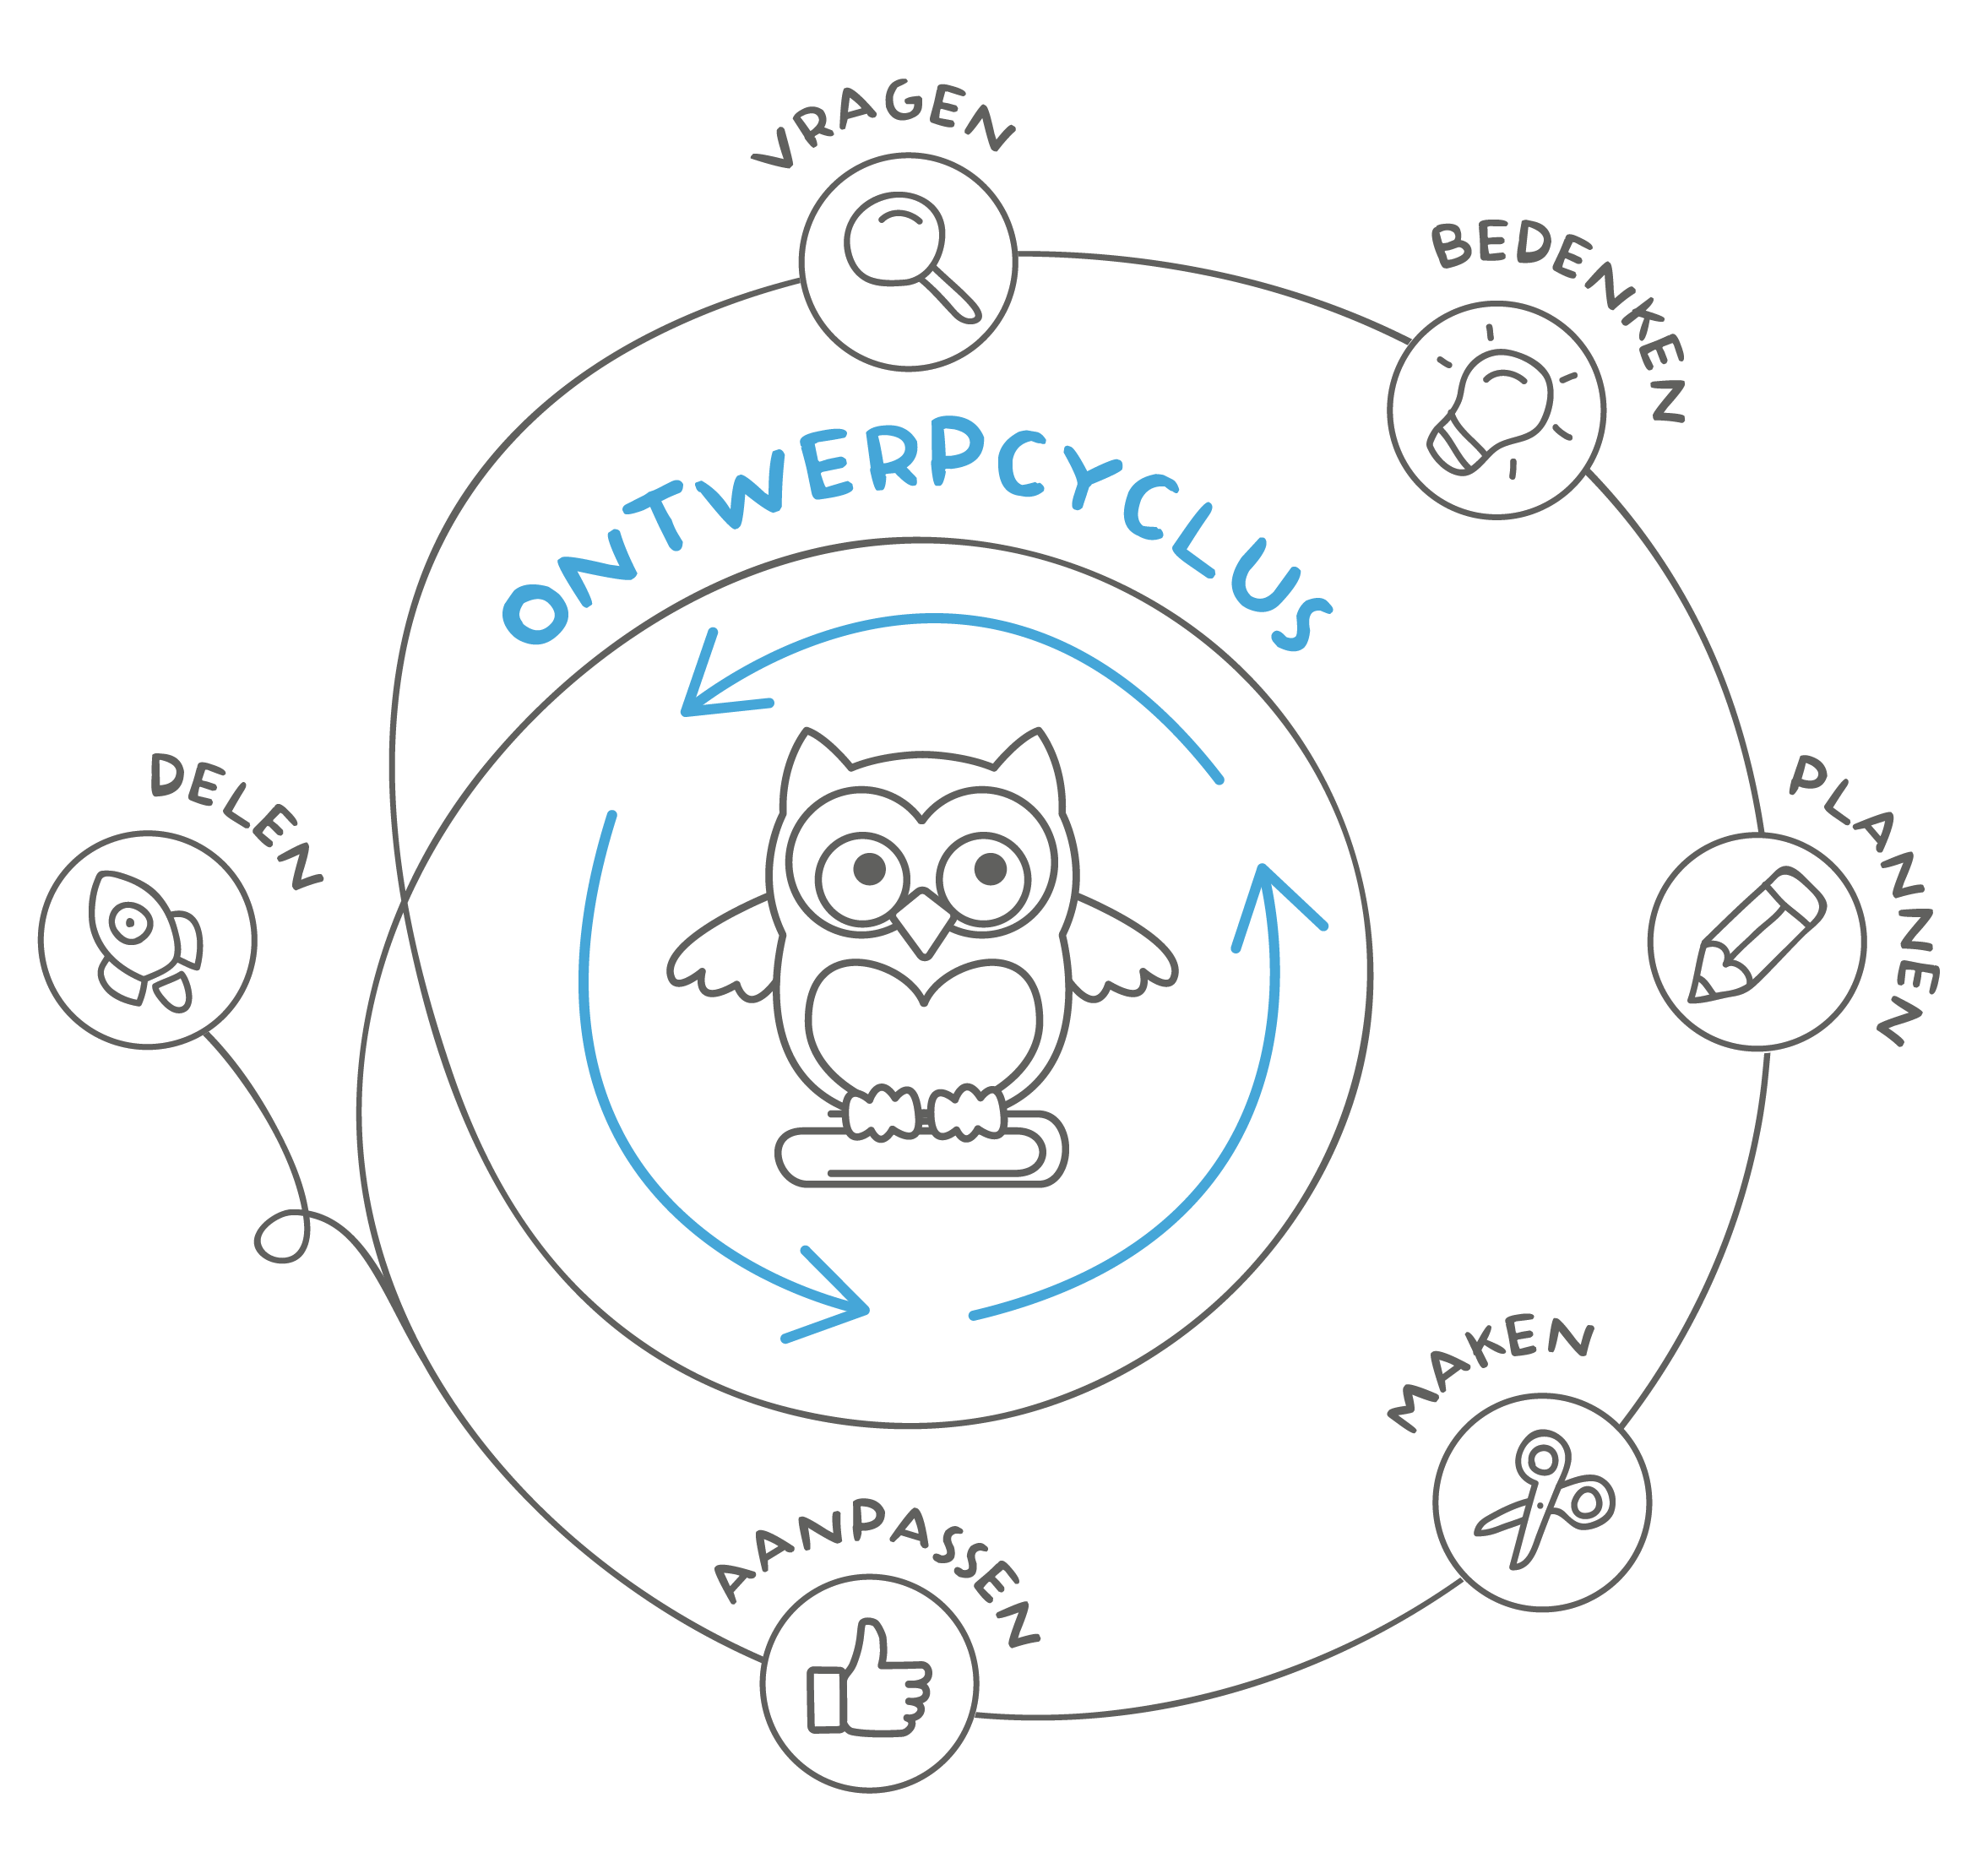 VRAGEN
BEDENKEN
ONTWERPCYCLUS
DELEN
PLANNEN
MAKEN
AANPASSEN